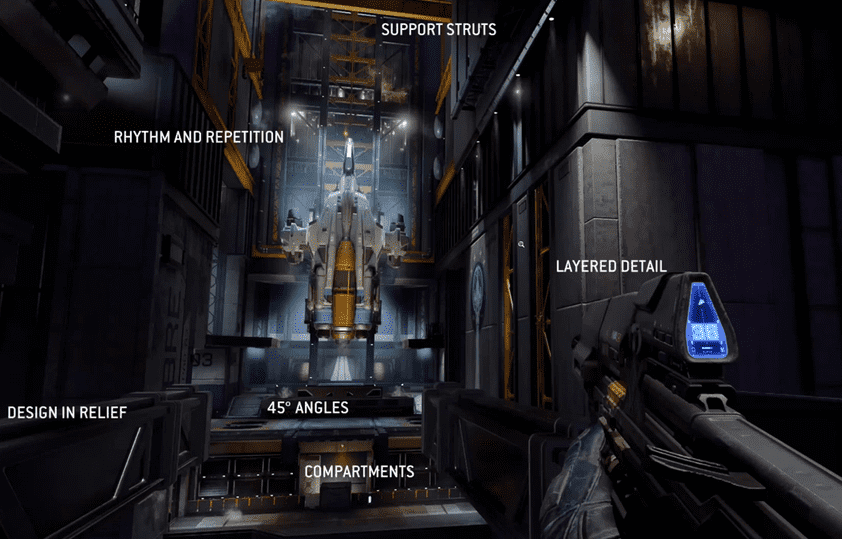 SUPPORT STRUTS
RHYTHM AND REPETITION
LAYERED DETAIL
DESIGN IN RELIEF
45° ANGLES
COMPARTMENTS